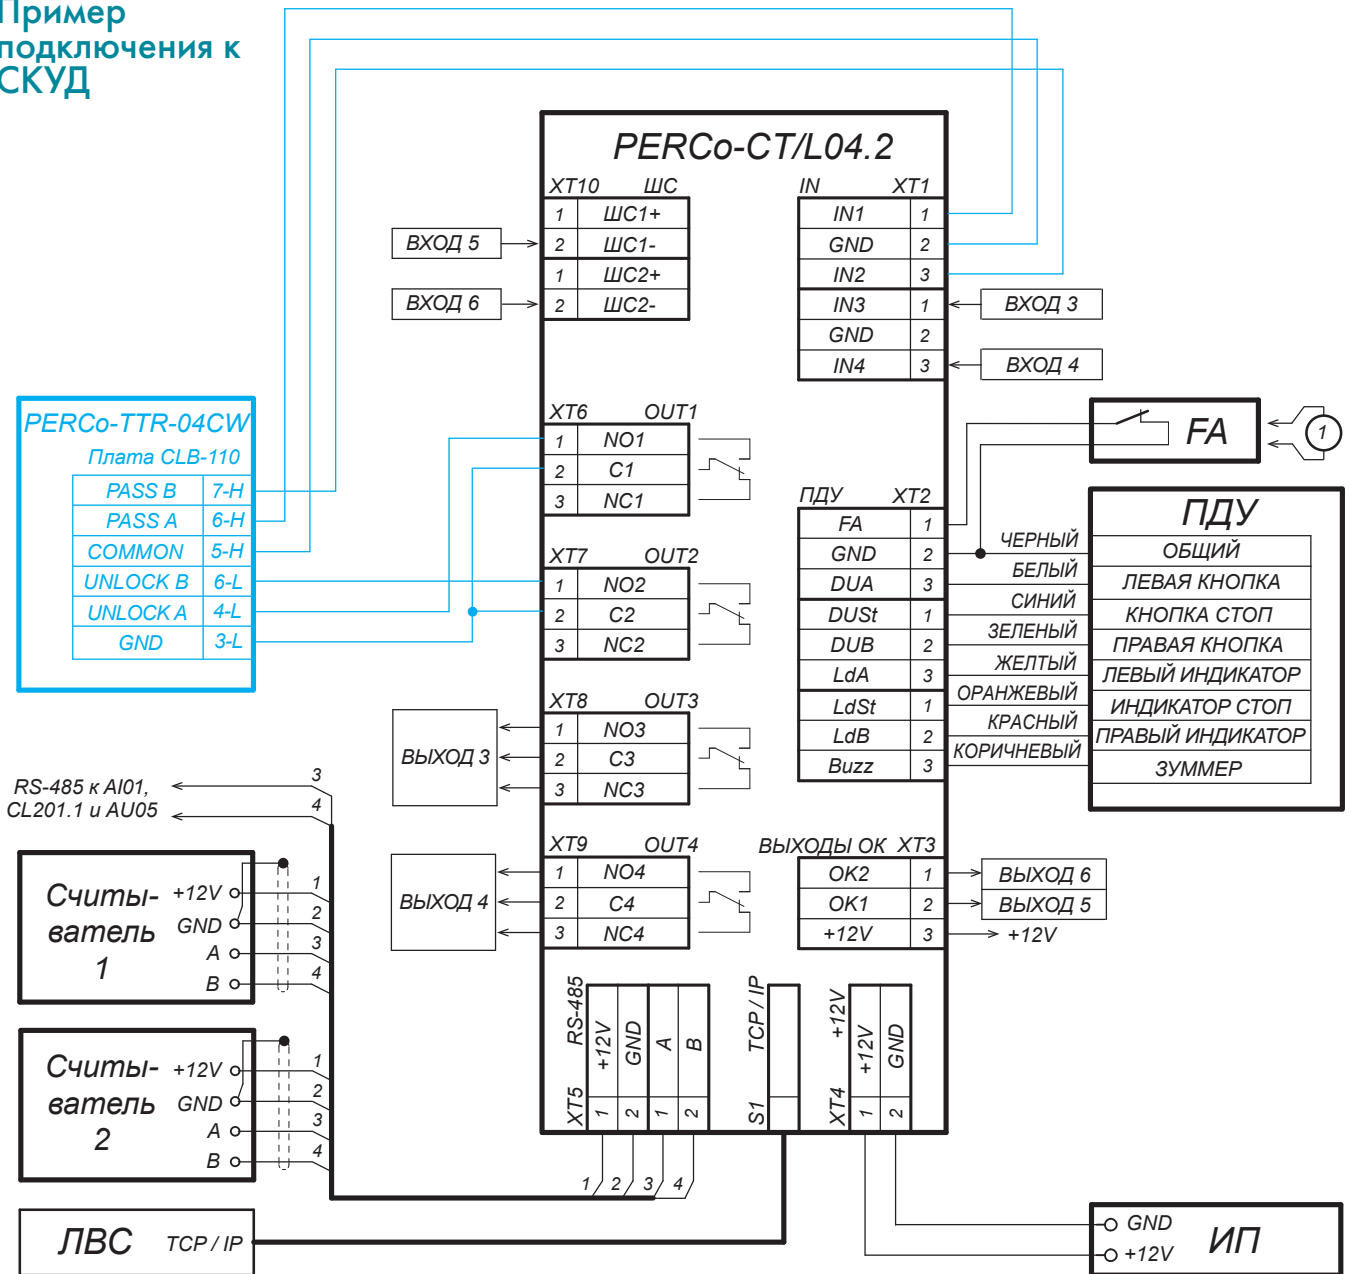 Пример
подключения к
СКУД
PERCo-CT/L04.2
XT10 ШС
1 ШС1+
2 ШС1-
1 ШС2+
2 ШС2-
ВХОД 5
ВХОД 6
IN XT1
IN1 1
GND 2
IN2 3
IN3 1
GND 2
IN4 3
ВХОД 3
ВХОД 4
PERCo-TTR-04CW
Плата CLB-110
PASS B 7-H
PASS A 6-H
COMMON 5-H
UNLOCK B 6-L
UNLOCK A 4-L
GND 3-L
XT6 OUT1
1 NO1
2 C1
3 NC1
XT7 OUT2
1 NO2
2 C2
3 NC2
XT8 OUT3
1 NO3
2 C3
3 NC3
ВЫХОД 3
XT9 OUT4
1 NO4
2 C4
3 NC4
ВЫХОД 4
FA
1
ПДУ XT2
FA 1
GND 2
DUA 3
DUSt 1
DUB 2
LdA 3
LdSt 1
LdB 2
Buzz 3
ЧЕРНЫЙ
БЕЛЫЙ
СИНИЙ
ЗЕЛЕНЫЙ
ЖЕЛТЫЙ
ОРАНЖЕВЫЙ
КРАСНЫЙ
КОРИЧНЕВЫЙ
ПДУ
ОБЩИЙ
ЛЕВАЯ КНОПКА
КНОПКА СТОП
ПРАВАЯ КНОПКА
ЛЕВЫЙ ИНДИКАТОР
ИНДИКАТОР СТОП
ПРАВЫЙ ИНДИКАТОР
ЗУММЕР
ВЫХОДЫ ОК XT3
OK2 1
OK1 2
+12V 3
ВЫХОД 6
ВЫХОД 5
+12V
RS-485 к AI01,
CL201.1 и AU05
3
4
Считы-
ватель
1
+12V
GND
A
B
1
2
3
4
Считы-
ватель
2
+12V
GND
A
B
1
2
3
4
XT5 RS-485
1 +12V
2 GND
1 A
2 B
1 2 3 4
S1 TCP / IP
XT4 +12V
1 +12V
2 GND
ЛВС TCP / IP
GND
+12V
ИП